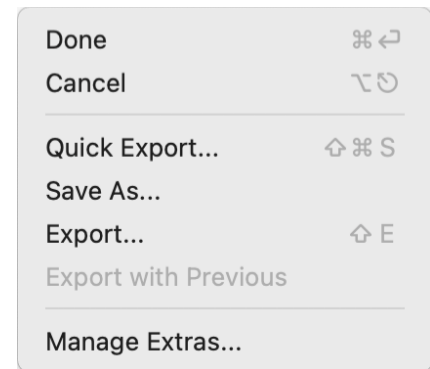 Done ⌘↩
Cancel ⌥⎋
Quick Export... ⇧⌘S
Save As...
Export... ⇧E
Export with Previous
Manage Extras...